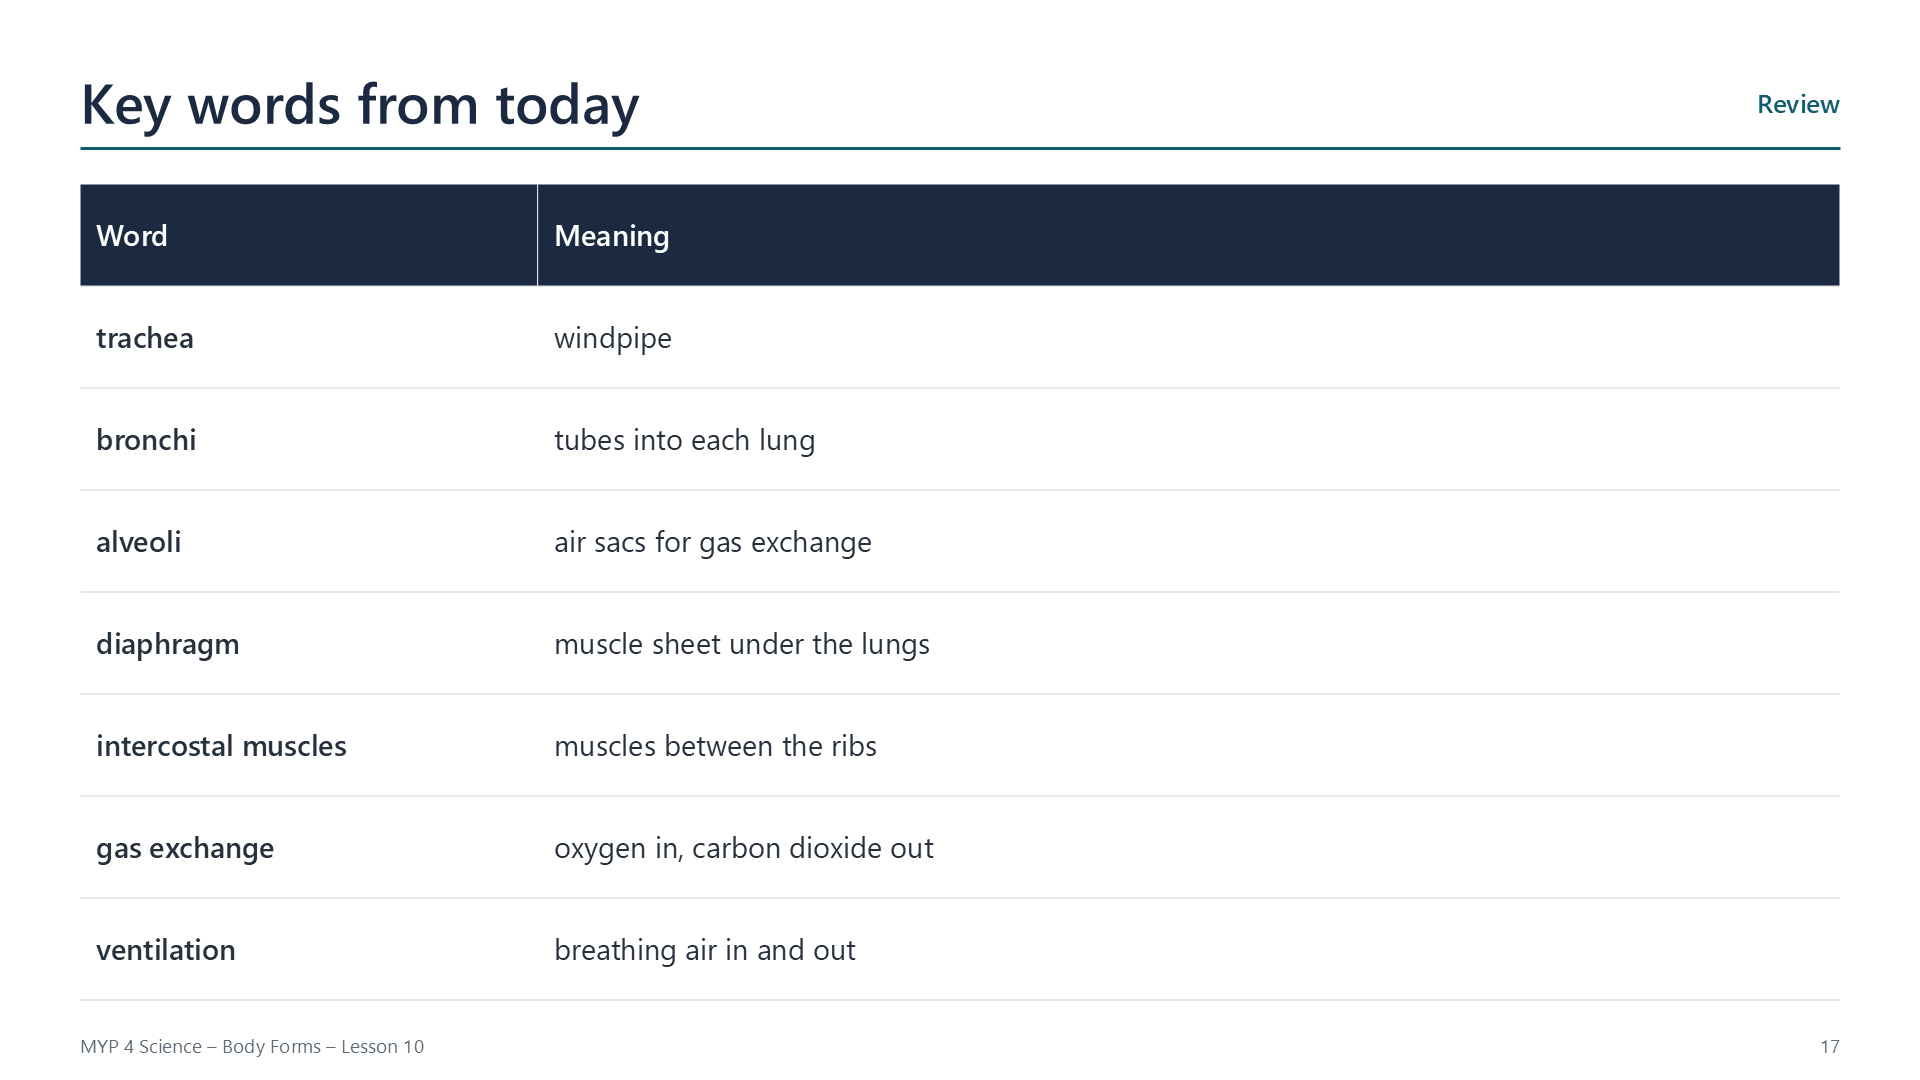 Key words from today
Review
Word Meaning
trachea windpipe
bronchi tubes into each lung
alveoli air sacs for gas exchange
diaphragm muscle sheet under the lungs
intercostal muscles muscles between the ribs
gas exchange oxygen in, carbon dioxide out
ventilation breathing air in and out
MYP 4 Science – Body Forms – Lesson 10
17